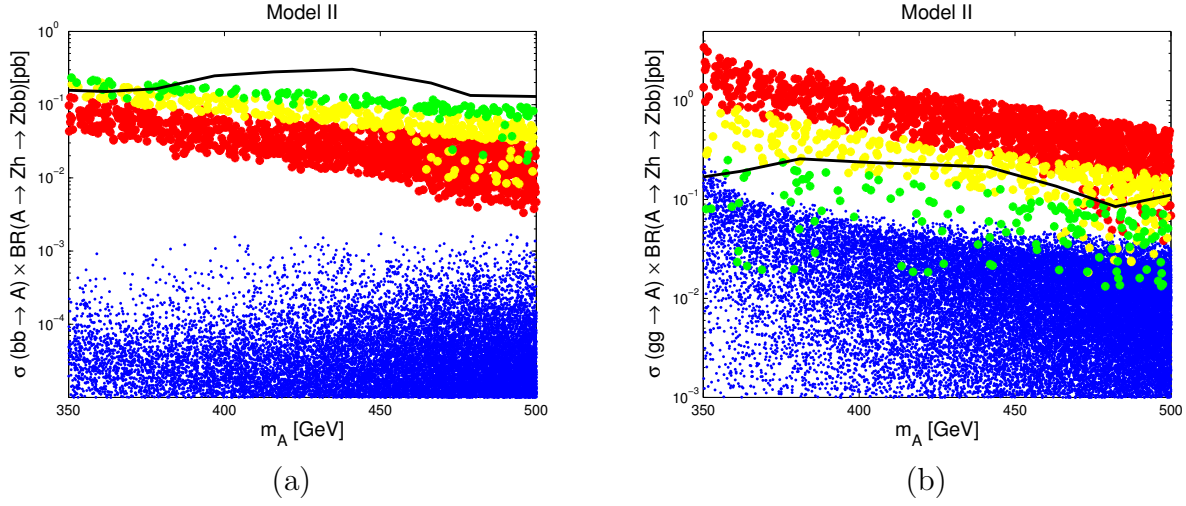 Model II
σ (bb → A) × BR(A → Zh → Zbb)[pb]
10^0
10^-1
10^-2
10^-3
10^-4
350
400
450
500
m_A [GeV]
(a)
Model II
σ (gg → A) × BR(A → Zh → Zbb)[pb]
10^0
10^-1
10^-2
10^-3
350
400
450
500
m_A [GeV]
(b)